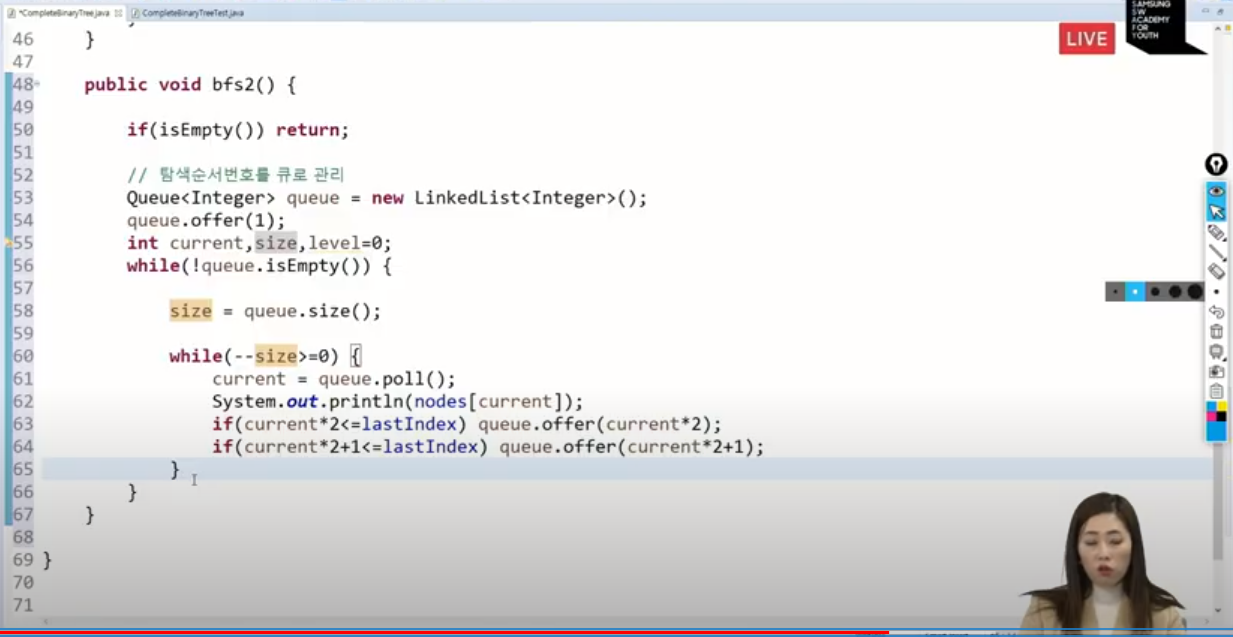 *CompleteBinaryTree.java CompleteBinaryTreeTest.java
SAMSUNG
SW
ACADEMY
FOR
YOUTH
LIVE
46 }
47
48 public void bfs2() {
49
50 if(isEmpty()) return;
51
52 // 탐색순서번호를 큐로 관리
53 Queue<Integer> queue = new LinkedList<Integer>();
54 queue.offer(1);
55 int current,size,level=0;
56 while(!queue.isEmpty()) {
57
58 size = queue.size();
59
60 while(--size>=0) {
61 current = queue.poll();
62 System.out.println(nodes[current]);
63 if(current*2<=lastIndex) queue.offer(current*2);
64 if(current*2+1<=lastIndex) queue.offer(current*2+1);
65 }
66 }
67 }
68
69 }
70
71